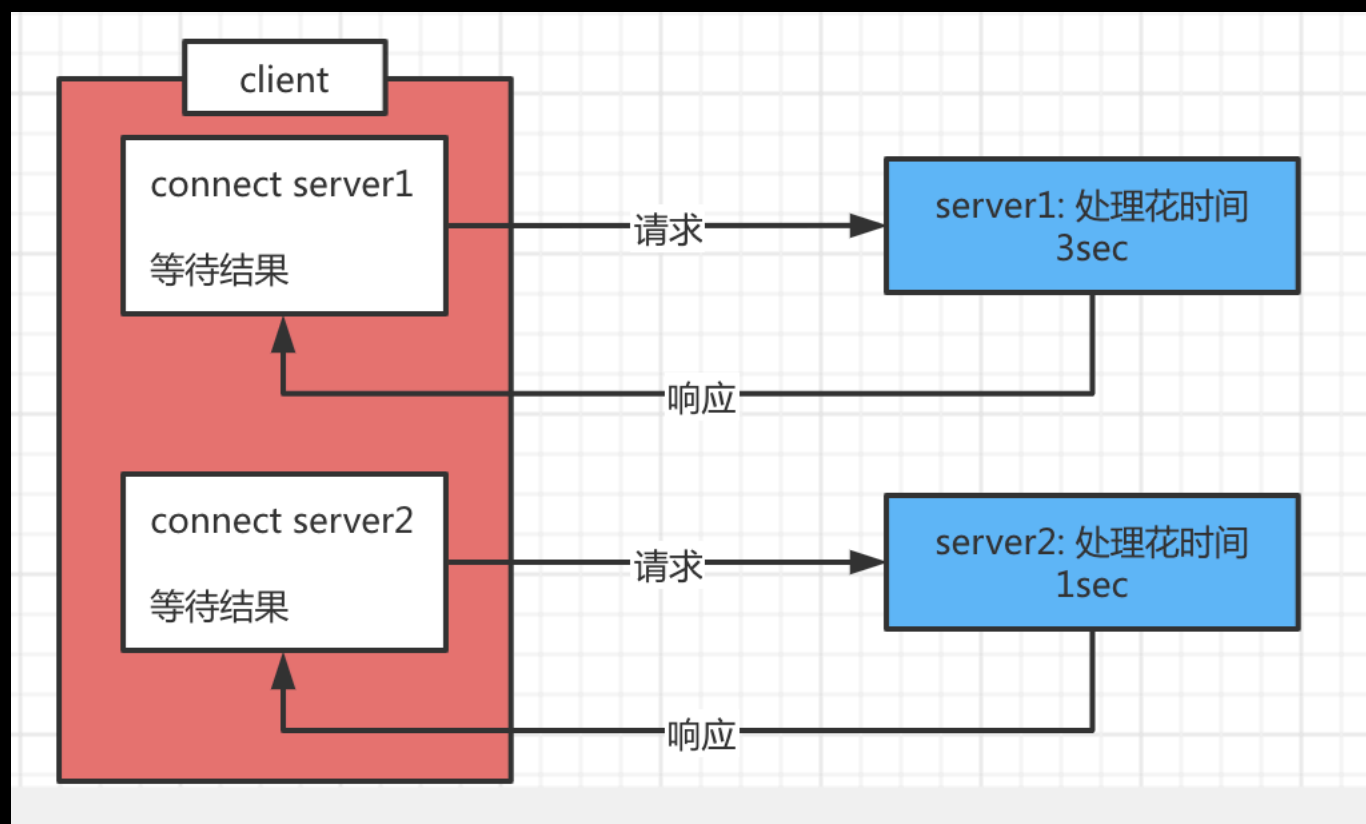 client
connect server1
等待结果
请求
server1: 处理花时间
3sec
响应
connect server2
等待结果
请求
server2: 处理花时间
1sec
响应